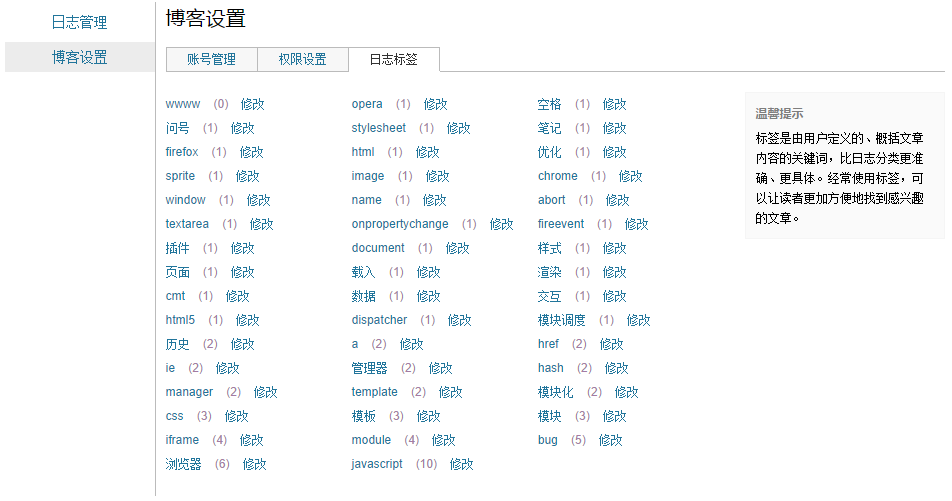 日志管理
博客设置
博客设置
账号管理 权限设置 日志标签
wwww (0) 修改 opera (1) 修改 空格 (1) 修改
问号 (1) 修改 stylesheet (1) 修改 笔记 (1) 修改
firefox (1) 修改 html (1) 修改 优化 (1) 修改
sprite (1) 修改 image (1) 修改 chrome (1) 修改
window (1) 修改 name (1) 修改 abort (1) 修改
textarea (1) 修改 onpropertychange (1) 修改 fireevent (1) 修改
插件 (1) 修改 document (1) 修改 样式 (1) 修改
页面 (1) 修改 载入 (1) 修改 渲染 (1) 修改
cmt (1) 修改 数据 (1) 修改 交互 (1) 修改
html5 (1) 修改 dispatcher (1) 修改 模块调度 (1) 修改
历史 (2) 修改 a (2) 修改 href (2) 修改
ie (2) 修改 管理器 (2) 修改 hash (2) 修改
manager (2) 修改 template (2) 修改 模块化 (2) 修改
css (3) 修改 模板 (3) 修改 模块 (3) 修改
iframe (4) 修改 module (4) 修改 bug (5) 修改
浏览器 (6) 修改 javascript (10) 修改
温馨提示
标签是由用户定义的、概括文章
内容的关键词，比日志分类更准
确、更具体。经常使用标签，可
以让读者更加方便地找到感兴趣
的文章。